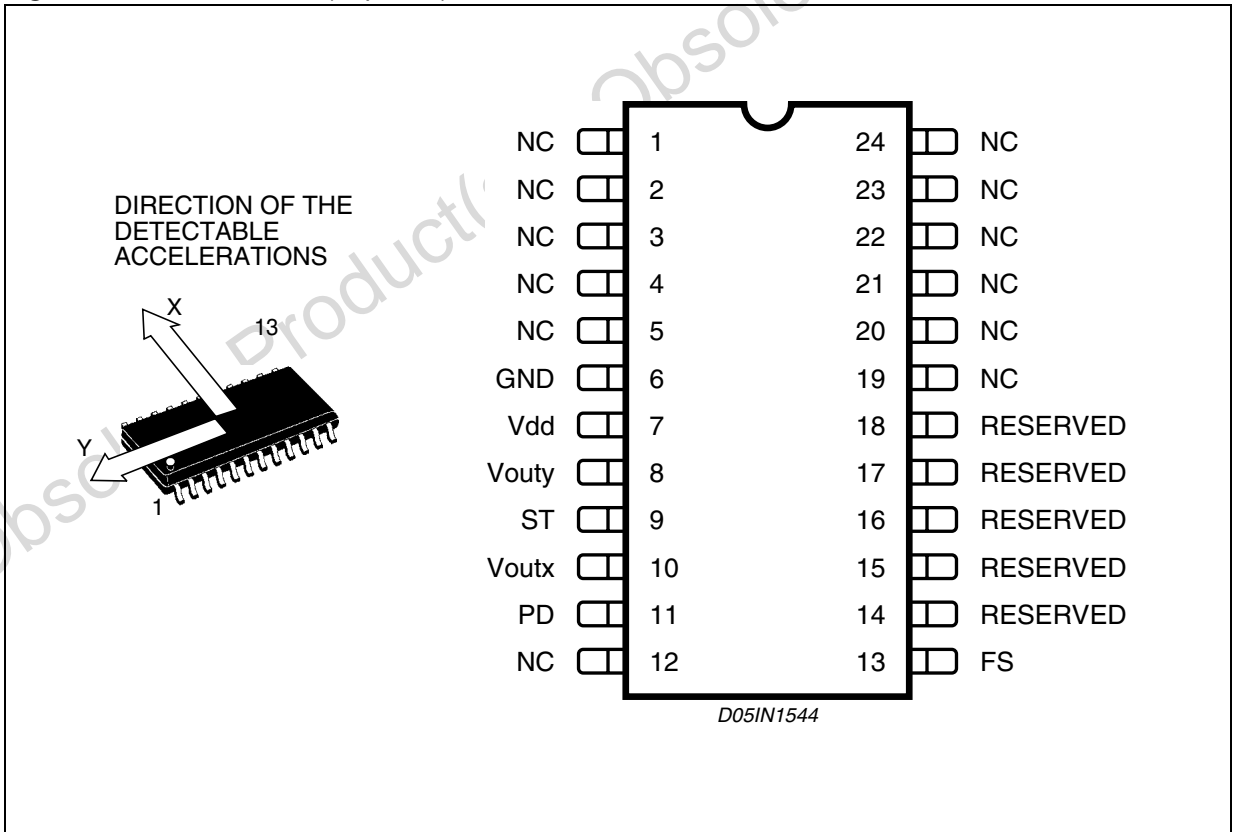 DIRECTION OF THE
DETECTABLE
ACCELERATIONS
X
13
Y
1
NC 1 24 NC
NC 2 23 NC
NC 3 22 NC
NC 4 21 NC
NC 5 20 NC
GND 6 19 NC
Vdd 7 18 RESERVED
Vouty 8 17 RESERVED
ST 9 16 RESERVED
Voutx 10 15 RESERVED
PD 11 14 RESERVED
NC 12 13 FS
D05IN1544